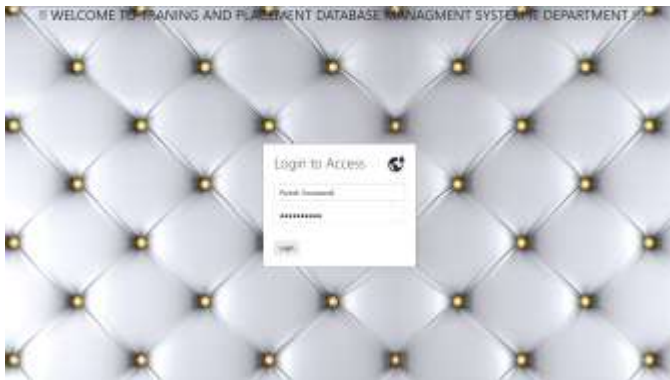 !! WELCOME TO TRANING AND PLACEMENT DATABASE MANAGMENT SYSTEM IT DEPARTMENT !!
Login to Access
Login